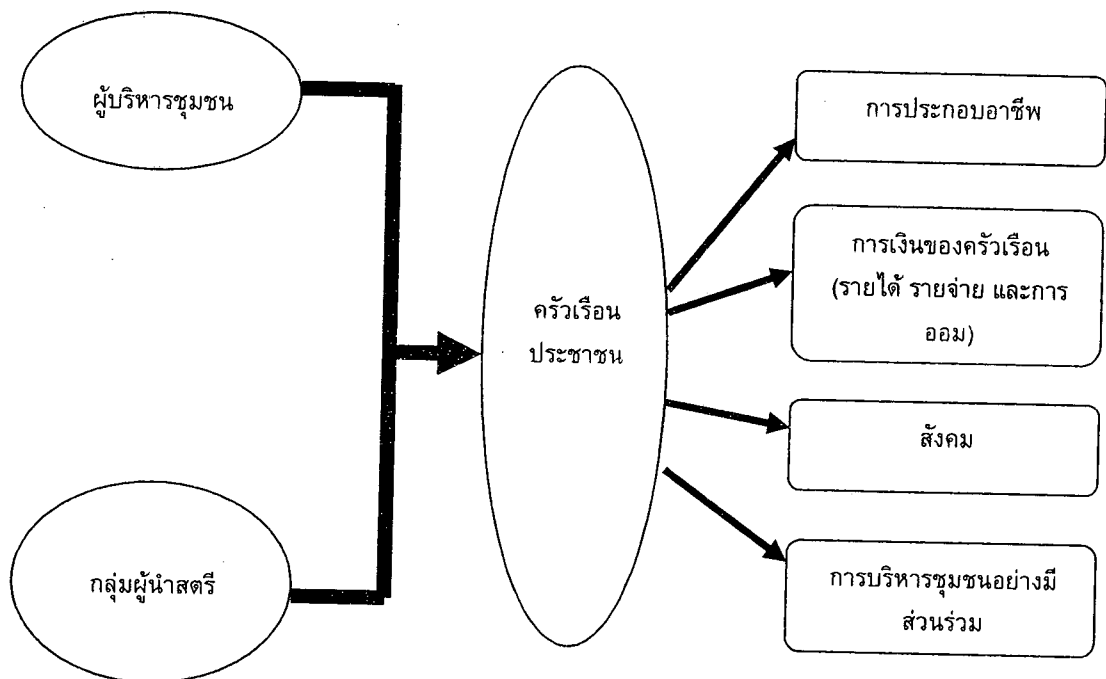 ผู้บริหารชุมชน
กลุ่มผู้นำสตรี
ครัวเรือน
ประชาชน
การประกอบอาชีพ
การเงินของครัวเรือน
(รายได้ รายจ่าย และการ
ออม)
สังคม
การบริหารชุมชนอย่างมี
ส่วนร่วม